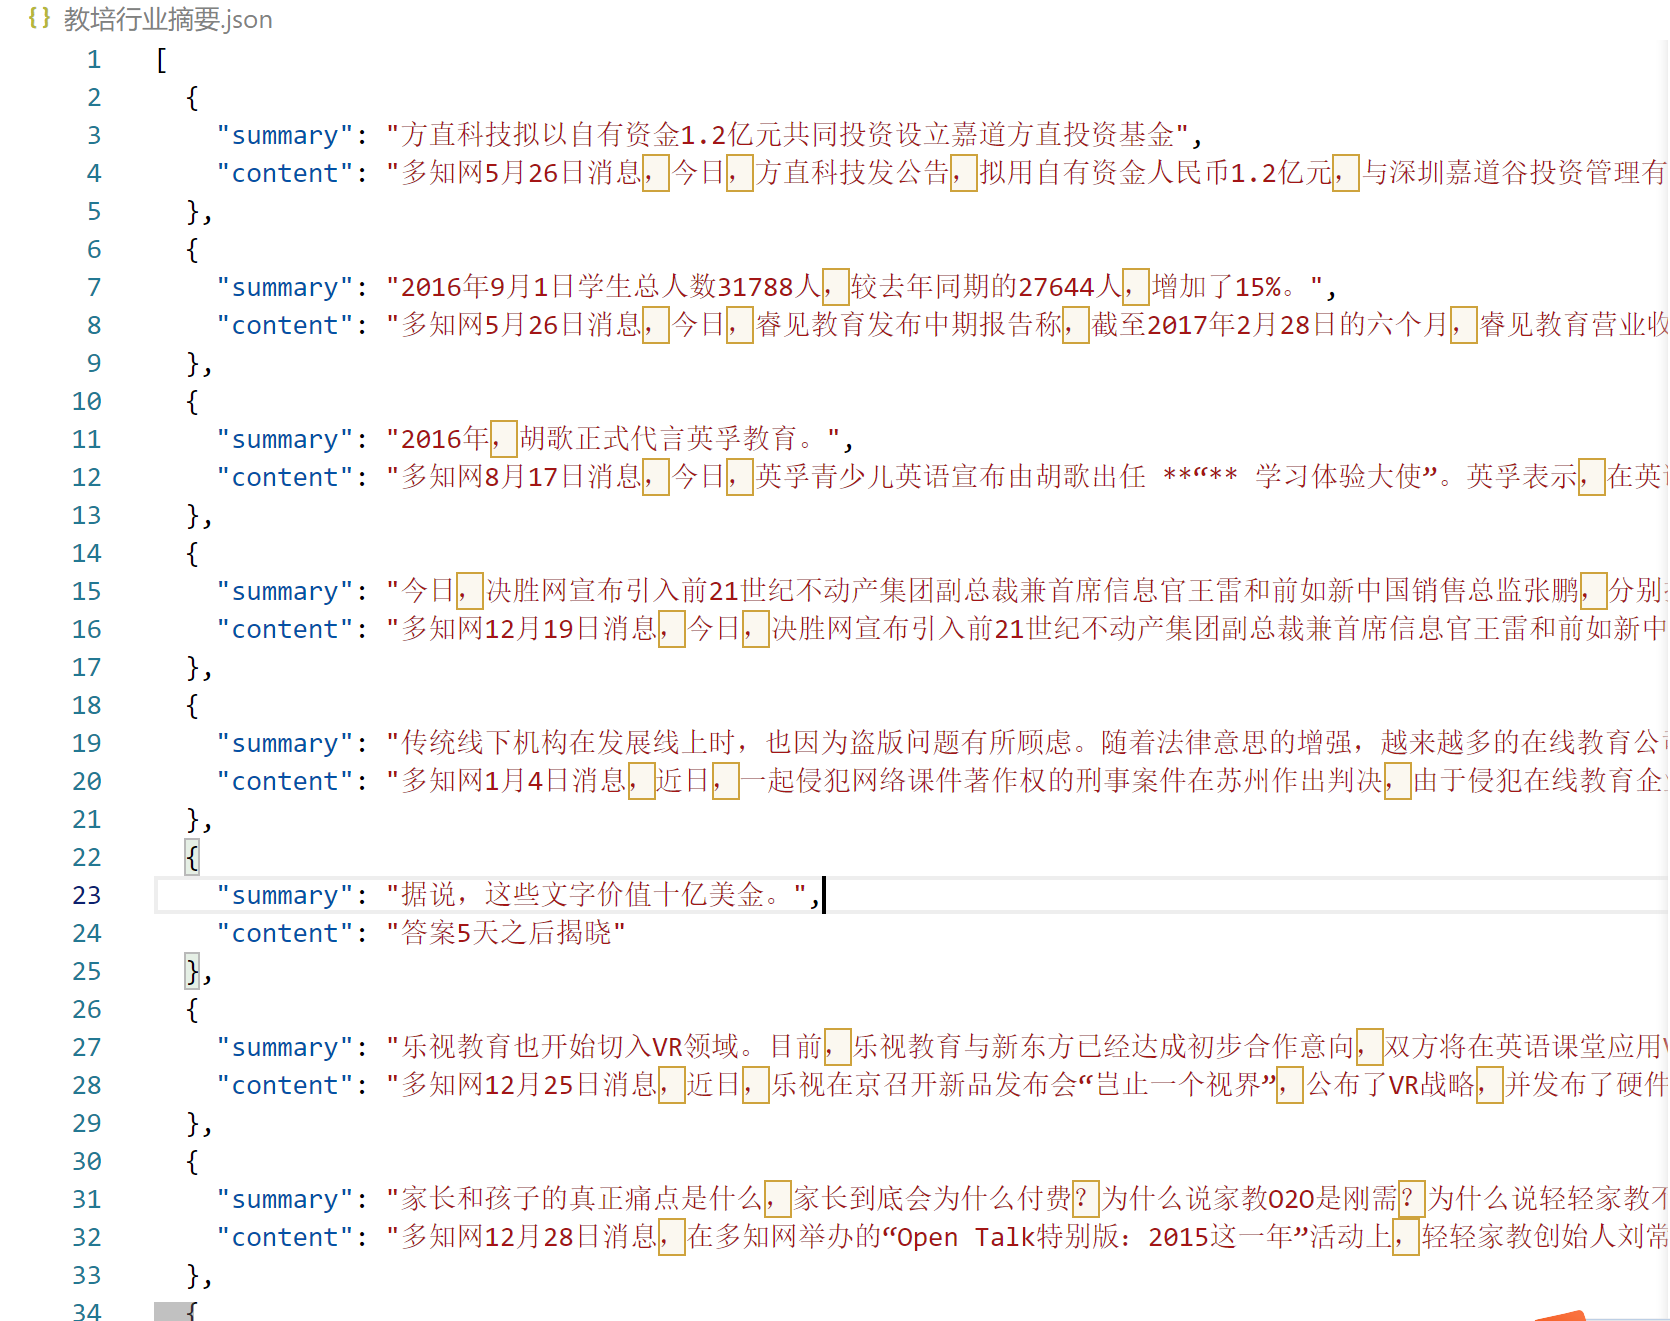 {} 教培行业摘要.json
1 [
2 {
3 "summary": "方直科技拟以自有资金1.2亿元共同投资设立嘉道方直投资基金",
4 "content": "多知网5月26日消息，今日，方直科技发公告，拟用自有资金人民币1.2亿元，与深圳嘉道谷投资管理有
5 },
6 {
7 "summary": "2016年9月1日学生总人数31788人，较去年同期的27644人，增加了15%。",
8 "content": "多知网5月26日消息，今日，睿见教育发布中期报告称，截至2017年2月28日的六个月，睿见教育营业收
9 },
10 {
11 "summary": "2016年，胡歌正式代言英孚教育。",
12 "content": "多知网8月17日消息，今日，英孚青少儿英语宣布由胡歌出任 **“** 学习体验大使”。英孚表示，在英
13 },
14 {
15 "summary": "今日，决胜网宣布引入前21世纪不动产集团副总裁兼首席信息官王雷和前如新中国销售总监张鹏，分别
16 "content": "多知网12月19日消息，今日，决胜网宣布引入前21世纪不动产集团副总裁兼首席信息官王雷和前如新中
17 },
18 {
19 "summary": "传统线下机构在发展线上时，也因为盗版问题有所顾虑。随着法律意思的增强，越来越多的在线教育公
20 "content": "多知网1月4日消息，近日，一起侵犯网络课件著作权的刑事案件在苏州作出判决，由于侵犯在线教育企
21 },
22 {
23 "summary": "据说，这些文字价值十亿美金。",
24 "content": "答案5天之后揭晓"
25 },
26 {
27 "summary": "乐视教育也开始切入VR领域。目前，乐视教育与新东方已经达成初步合作意向，双方将在英语课堂应用
28 "content": "多知网12月25日消息，近日，乐视在京召开新品发布会“岂止一个视界”，公布了VR战略，并发布了硬件
29 },
30 {
31 "summary": "家长和孩子的真正痛点是什么，家长到底会为什么付费？为什么说家教O2O是刚需？为什么说轻轻家教不
32 "content": "多知网12月28日消息，在多知网举办的“Open Talk特别版：2015这一年”活动上，轻轻家教创始人刘常
33 },
34 {